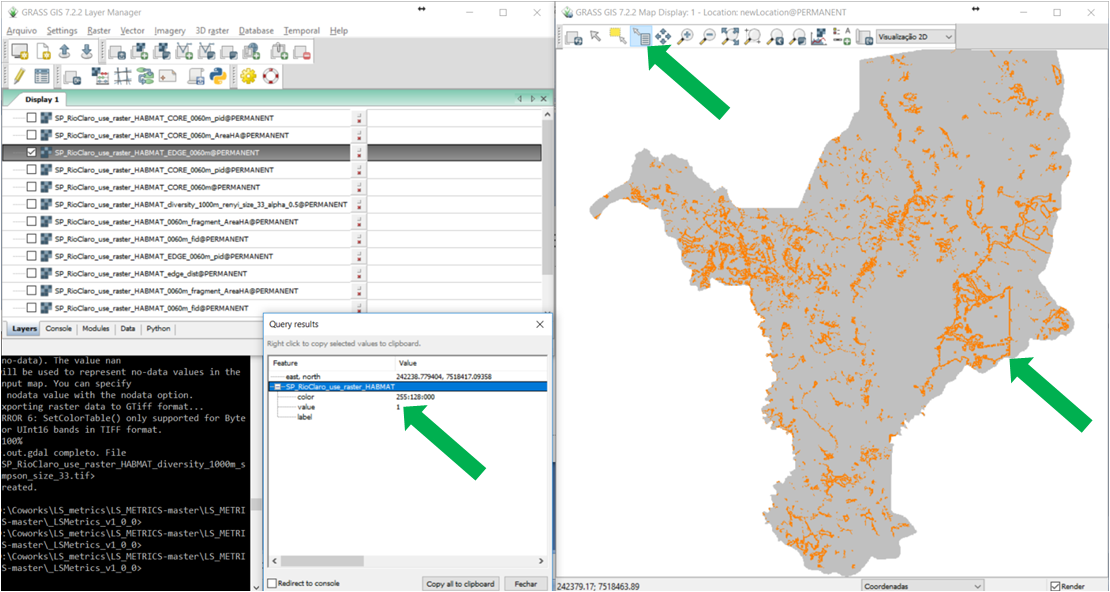 GRASS GIS 7.2.2 Layer Manager
Arquivo Settings Raster Vector Imagery 3D raster Database Temporal Help
Display 1
SP_RioClaro_use_raster_HABMAT_CORE_0060m_pid@PERMANENT
SP_RioClaro_use_raster_HABMAT_CORE_0060m_AreaHA@PERMANENT
SP_RioClaro_use_raster_HABMAT_EDGE_0060m@PERMANENT
SP_RioClaro_use_raster_HABMAT_CORE_0060m_pid@PERMANENT
SP_RioClaro_use_raster_HABMAT_CORE_0060m@PERMANENT
SP_RioClaro_use_raster_HABMAT_diversity_1000m_renyi_size_33_alpha_0.5@PERMANENT
SP_RioClaro_use_raster_HABMAT_0060m_fragment_AreaHA@PERMANENT
SP_RioClaro_use_raster_HABMAT_0060m_fid@PERMANENT
SP_RioClaro_use_raster_HABMAT_EDGE_0060m_pid@PERMANENT
SP_RioClaro_use_raster_HABMAT_edge_dist@PERMANENT
SP_RioClaro_use_raster_HABMAT_0060m_fragment_AreaHA@PERMANENT
SP_RioClaro_use_raster_HABMAT_0060m_fid@PERMANENT
Layers Console Modules Data Python
no-data). The value nan
ill be used to represent no-data values in the
nput map. You can specify
nodata value with the nodata option.
xporting raster data to GTiff format...
RROR 6: SetColorTable() only supported for Byte
or UInt16 bands in TIFF format.
100%
.out.gdal completo. File
SP_RioClaro_use_raster_HABMAT_diversity_1000m_s
mpson_size_33.tif>
reated.
:\Coworks\LS_metrics\LS_METRICS-master\LS_METRI
S-master\_LSMetrics_v1_0_0>
:\Coworks\LS_metrics\LS_METRICS-master\LS_METRI
S-master\_LSMetrics_v1_0_0>
:\Coworks\LS_metrics\LS_METRICS-master\LS_METRI
S-master\_LSMetrics_v1_0_0>
Query results
Right click to copy selected values to clipboard.
Feature Value
east, north 242238.779404, 7518417.09358
SP_RioClaro_use_raster_HABMAT
color 255:128:000
value 1
label
Redirect to console Copy all to clipboard Fechar
GRASS GIS 7.2.2 Map Display: 1 - Location: newLocation@PERMANENT
Visualização 2D
242379.17; 7518463.89 Coordenadas Render